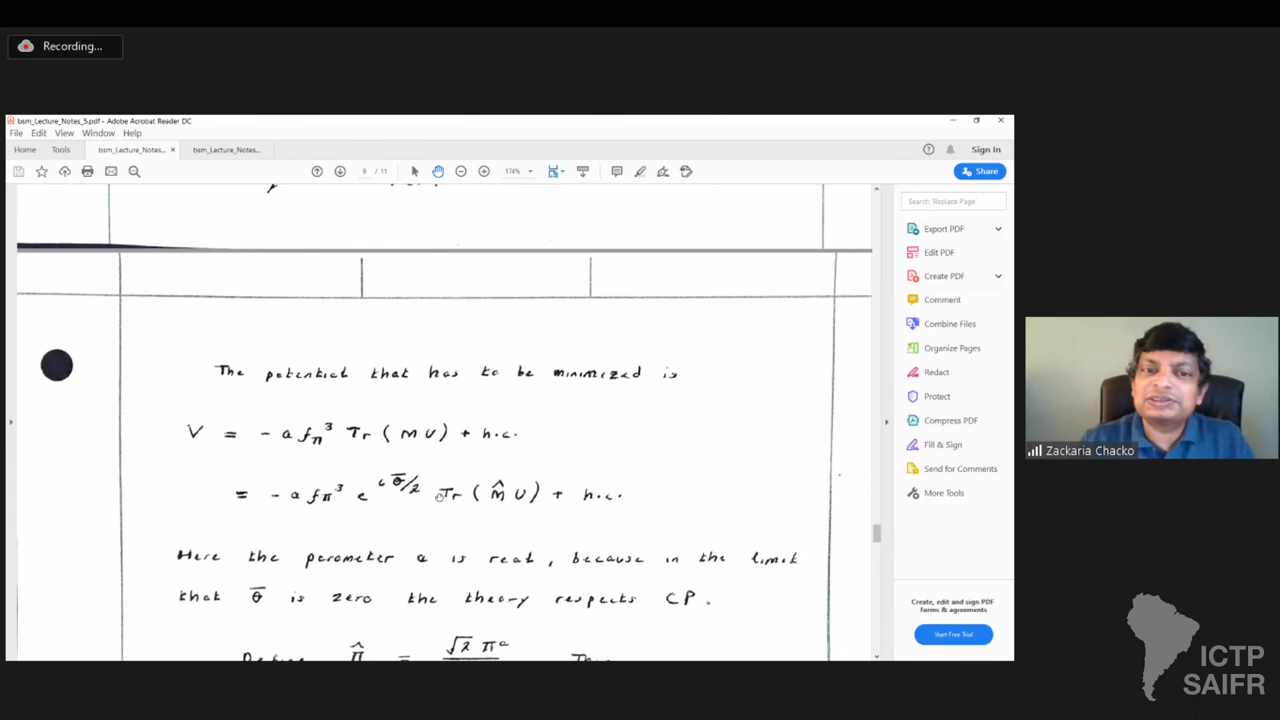 Recording...
bsm_Lecture_Notes_5.pdf - Adobe Acrobat Reader DC
File Edit View Window Help
Home Tools bsm_Lecture_Notes... × bsm_Lecture_Notes... Sign In
9 / 11 174% Share
Search 'Replace Page'
Export PDF
Edit PDF
Create PDF
Comment
Combine Files
Organize Pages
Redact
Protect
Compress PDF
Fill & Sign
Send for Comments
More Tools
Create, edit and sign PDF
forms & agreements
Start Free Trial
The potential that has to be minimized is
V = - a fπ³ Tr ( M U ) + h.c.
= - a fπ³ e^{i θ̄/2} Tr ( M̂ U ) + h.c.
Here the parameter a is real, because in the limit
that θ̄ is zero the theory respects CP.
Define π̂ = √2 πᵃ
Zackaria Chacko
ICTP
SAIFR